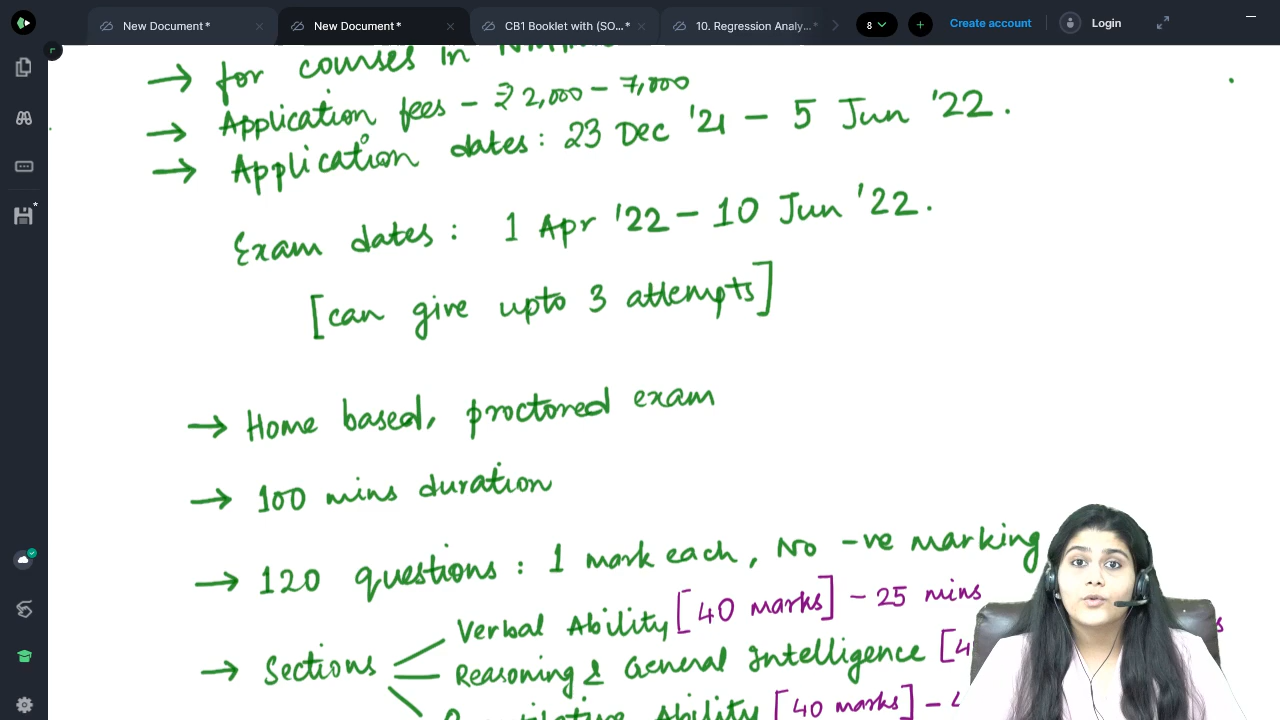 New Document*
New Document*
CB1 Booklet with (SO...*
10. Regression Analy...*
8
Create account
Login
→ for courses in
→ Application fees - ₹2,000 - 7,000
→ Application dates: 23 Dec '21 - 5 Jun '22.
Exam dates: 1 Apr '22 - 10 Jun '22.
[can give upto 3 attempts]
→ Home based, proctored exam
→ 100 mins duration
→ 120 questions: 1 mark each, No -ve marking
Verbal Ability [40 marks] - 25 mins
→ Sections
Reasoning & General Intelligence [4
Ability [40 marks] -